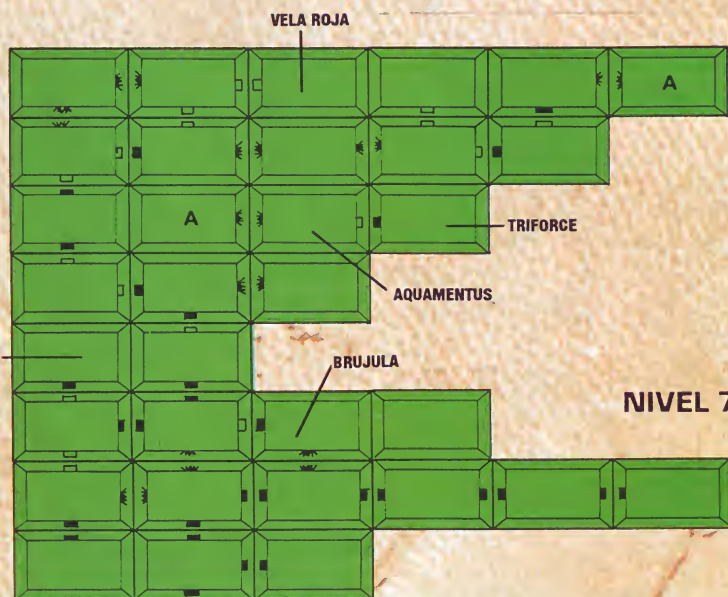 VELA ROJA
A
A
TRIFORCE
AQUAMENTUS
BRUJULA
NIVEL 7